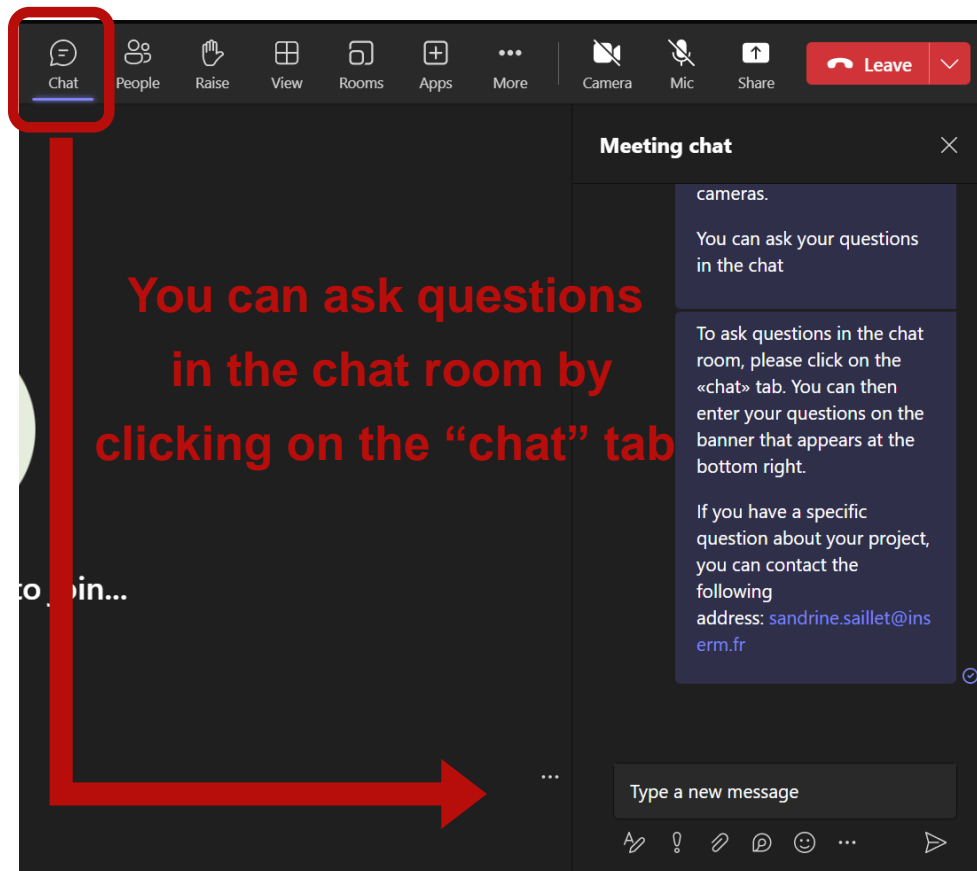 Chat
People
Raise
View
Rooms
Apps
More
Camera
Mic
Share
Leave
Meeting chat
cameras.
You can ask your questions
in the chat
You can ask questions
in the chat room by
clicking on the “chat” tab
To ask questions in the chat
room, please click on the
«chat» tab. You can then
enter your questions on the
banner that appears at the
bottom right.
If you have a specific
question about your project,
you can contact the
following
address: sandrine.saillet@ins
erm.fr
to join...
Type a new message